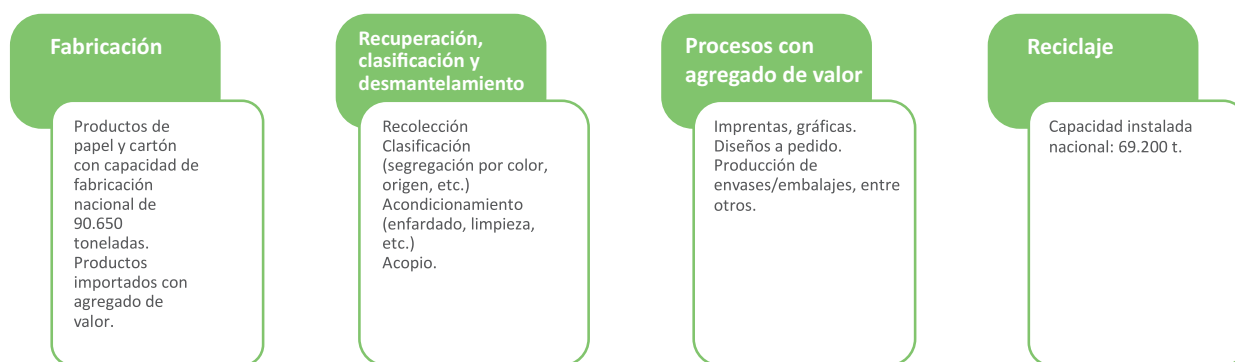 Fabricación
Productos de
papel y cartón
con capacidad de
fabricación
nacional de
90.650
toneladas.
Productos
importados con
agregado de
valor.
Recuperación,
clasificación y
desmantelamiento
Recolección
Clasificación
(segregación por color,
origen, etc.)
Acondicionamiento
(enfardado, limpieza,
etc.)
Acopio.
Procesos con
agregado de valor
Imprentas, gráficas.
Diseños a pedido.
Producción de
envases/embalajes, entre
otros.
Reciclaje
Capacidad instalada
nacional: 69.200 t.